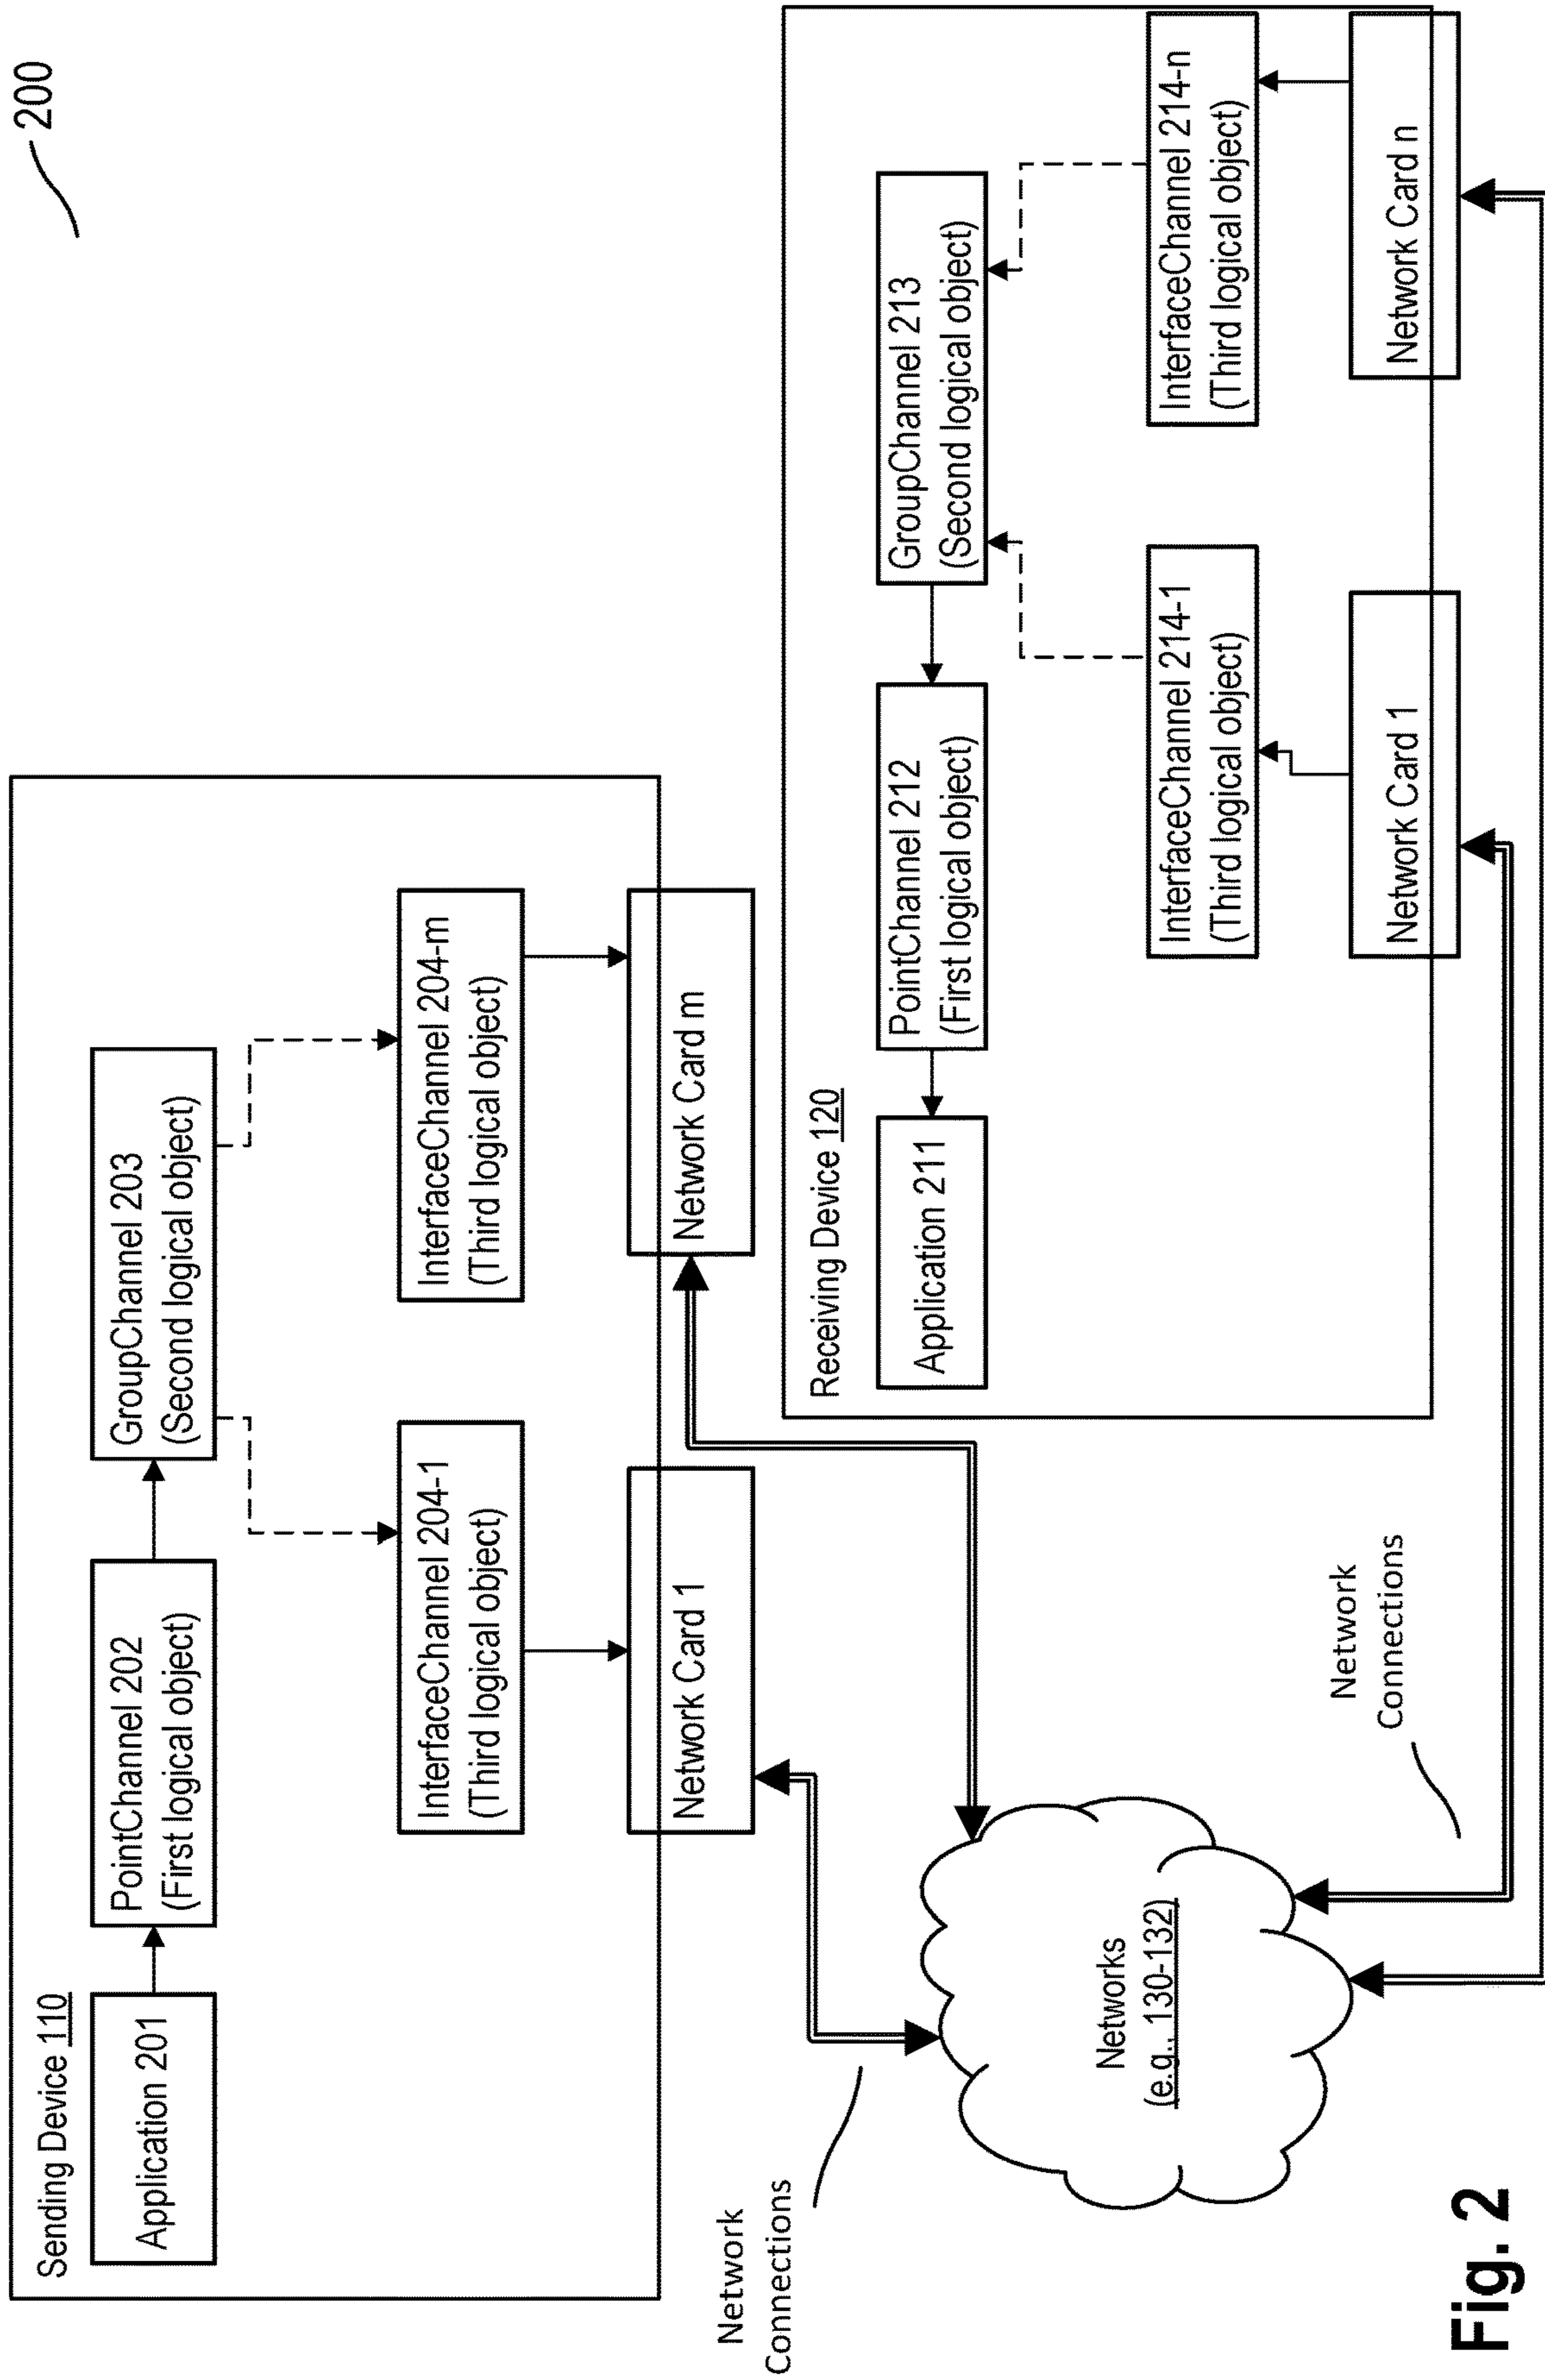 200
Sending Device 110
Application 201
PointChannel 202
(First logical object)
GroupChannel 203
(Second logical object)
InterfaceChannel 204-1
(Third logical object)
InterfaceChannel 204-m
(Third logical object)
Network Card 1
Network Card m
Network
Connections
Networks
(e.g., 130-132)
Receiving Device 120
Application 211
PointChannel 212
(First logical object)
GroupChannel 213
(Second logical object)
InterfaceChannel 214-1
(Third logical object)
InterfaceChannel 214-n
(Third logical object)
Network Card 1
Network Card n
Network
Connections
Fig. 2